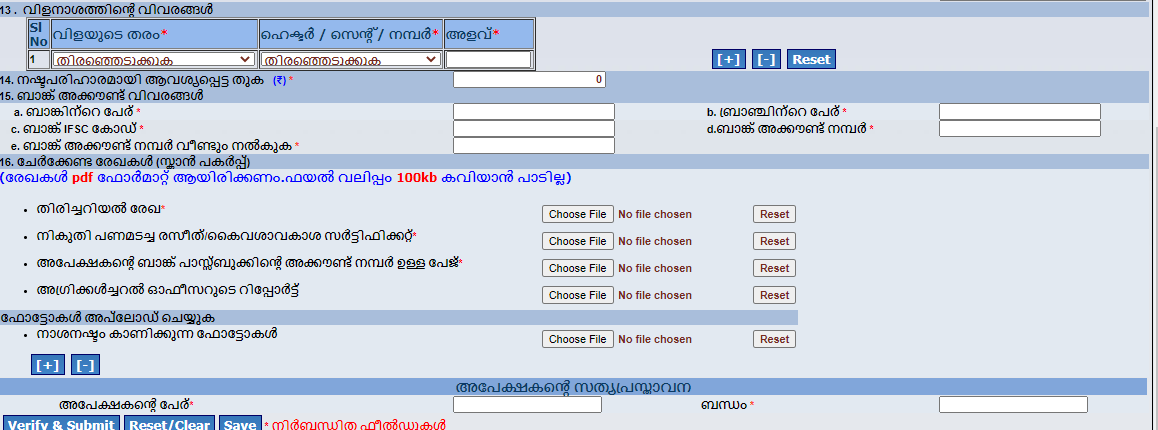 13 . വിളനാശത്തിന്റെ വിവരങ്ങൾ
Sl No വിളയുടെ തരം* ഹെക്ടർ / സെന്റ് / നമ്പർ* അളവ്*
1 തിരഞ്ഞെടുക്കുക തിരഞ്ഞെടുക്കുക [+] [-] Reset
14. നഷ്ടപരിഹാരമായി ആവശ്യപ്പെട്ട തുക (₹) * 0
15. ബാങ്ക് അക്കൗണ്ട് വിവരങ്ങൾ
a. ബാങ്കിന്റെ പേര് * b. ബ്രാഞ്ചിന്റെ പേര് *
c. ബാങ്ക് IFSC കോഡ് * d.ബാങ്ക് അക്കൗണ്ട് നമ്പർ *
e. ബാങ്ക് അക്കൗണ്ട് നമ്പർ വീണ്ടും നൽകുക *
16. ചേർക്കേണ്ട രേഖകൾ (സ്കാൻ പകർപ്പ്)
(രേഖകൾ pdf ഫോർമാറ്റ് ആയിരിക്കണം.ഫയൽ വലിപ്പം 100kb കവിയാൻ പാടില്ല)
• തിരിച്ചറിയൽ രേഖ* Choose File No file chosen Reset
• നികുതി പണമടച്ച രസീത്/കൈവശാവകാശ സർട്ടിഫിക്കറ്റ്* Choose File No file chosen Reset
• അപേക്ഷകന്റെ ബാങ്ക് പാസ്സ്ബുക്കിന്റെ അക്കൗണ്ട് നമ്പർ ഉള്ള പേജ്* Choose File No file chosen Reset
• അഗ്രിക്കൾച്ചറൽ ഓഫീസറുടെ റിപ്പോർട്ട് Choose File No file chosen Reset
ഫോട്ടോകൾ അപ്‌ലോഡ് ചെയ്യുക
• നാശനഷ്ടം കാണിക്കുന്ന ഫോട്ടോകൾ Choose File No file chosen Reset
[+] [-]
അപേക്ഷകന്റെ സത്യപ്രസ്താവന
അപേക്ഷകന്റെ പേര്* ബന്ധം *
Verify & Submit Reset/Clear Save * നിർബന്ധിത ഫീൽഡുകൾ